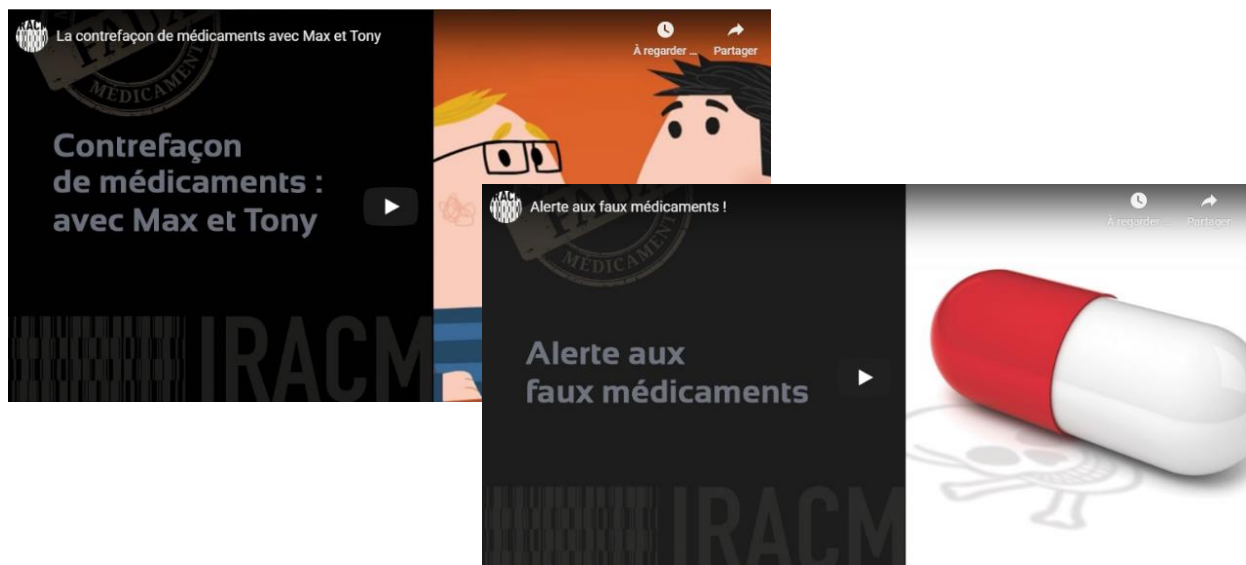 La contrefaçon de médicaments avec Max et Tony
À regarder ...
Partager
FAUX
MÉDICAMENT
Contrefaçon
de médicaments :
avec Max et Tony
IRACM
Alerte aux faux médicaments !
À regarder ...
Partager
MÉDICAMENT
Alerte aux
faux médicaments
IRACM